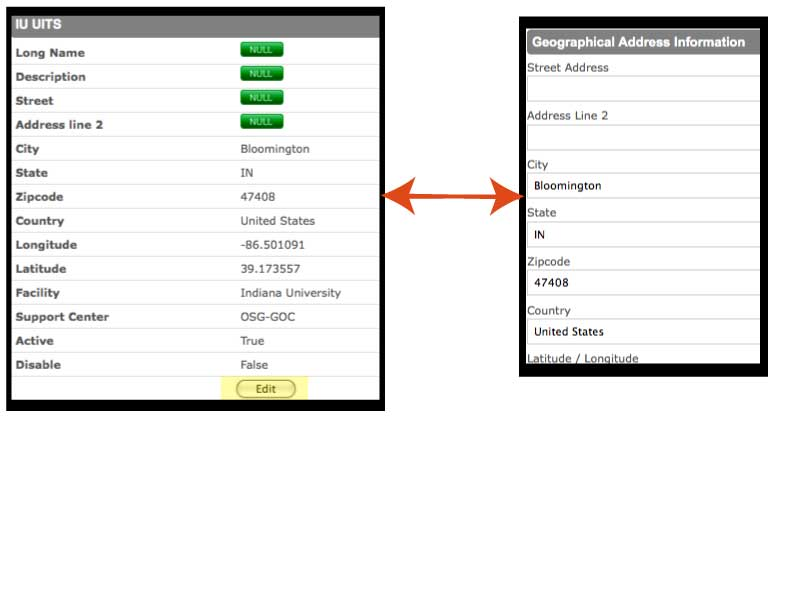 IU UITS
Long Name NULL
Description NULL
Street NULL
Address line 2 NULL
City Bloomington
State IN
Zipcode 47408
Country United States
Longitude -86.501091
Latitude 39.173557
Facility Indiana University
Support Center OSG-GOC
Active True
Disable False
Edit
Geographical Address Information
Street Address
Address Line 2
City
Bloomington
State
IN
Zipcode
47408
Country
United States
Latitude / Longitude